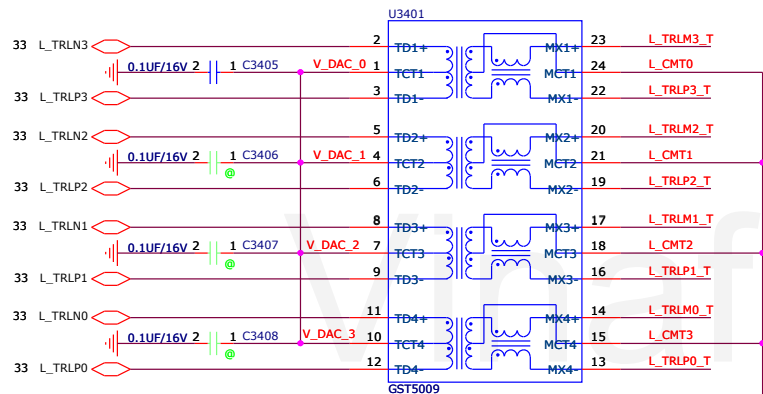 U3401
33 L_TRLN3 2 TD1+ MX1+ 23 L_TRLM3_T
0.1UF/16V 2 1 C3405 V_DAC_0 1 TCT1 MCT1 24 L_CMT0
33 L_TRLP3 3 TD1- MX1- 22 L_TRLP3_T
33 L_TRLN2 5 TD2+ MX2+ 20 L_TRLM2_T
0.1UF/16V 2 1 C3406 V_DAC_1 4 TCT2 MCT2 21 L_CMT1
@
33 L_TRLP2 6 TD2- MX2- 19 L_TRLP2_T
33 L_TRLN1 8 TD3+ MX3+ 17 L_TRLM1_T
0.1UF/16V 2 1 C3407 V_DAC_2 7 TCT3 MCT3 18 L_CMT2
@
33 L_TRLP1 9 TD3- MX3- 16 L_TRLP1_T
33 L_TRLN0 11 TD4+ MX4+ 14 L_TRLM0_T
0.1UF/16V 2 1 C3408 V_DAC_3 10 TCT4 MCT4 15 L_CMT3
@
33 L_TRLP0 12 TD4- MX4- 13 L_TRLP0_T
GST5009
Vinaf